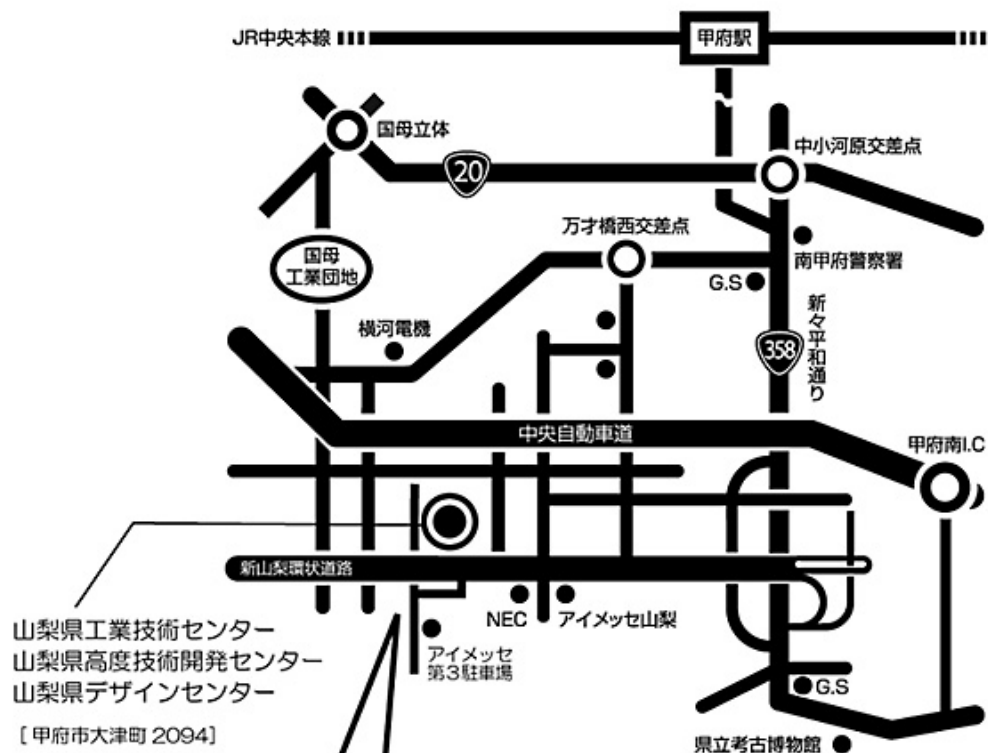 JR中央本線
甲府駅
国母立体
20
中小河原交差点
万才橋西交差点
南甲府警察署
国母
工業団地
G.S
新々平和通り
横河電機
358
中央自動車道
甲府南I.C
新山梨環状道路
NEC
アイメッセ山梨
山梨県工業技術センター
山梨県高度技術開発センター
山梨県デザインセンター
アイメッセ
第3駐車場
G.S
[甲府市大津町 2094]
県立考古博物館